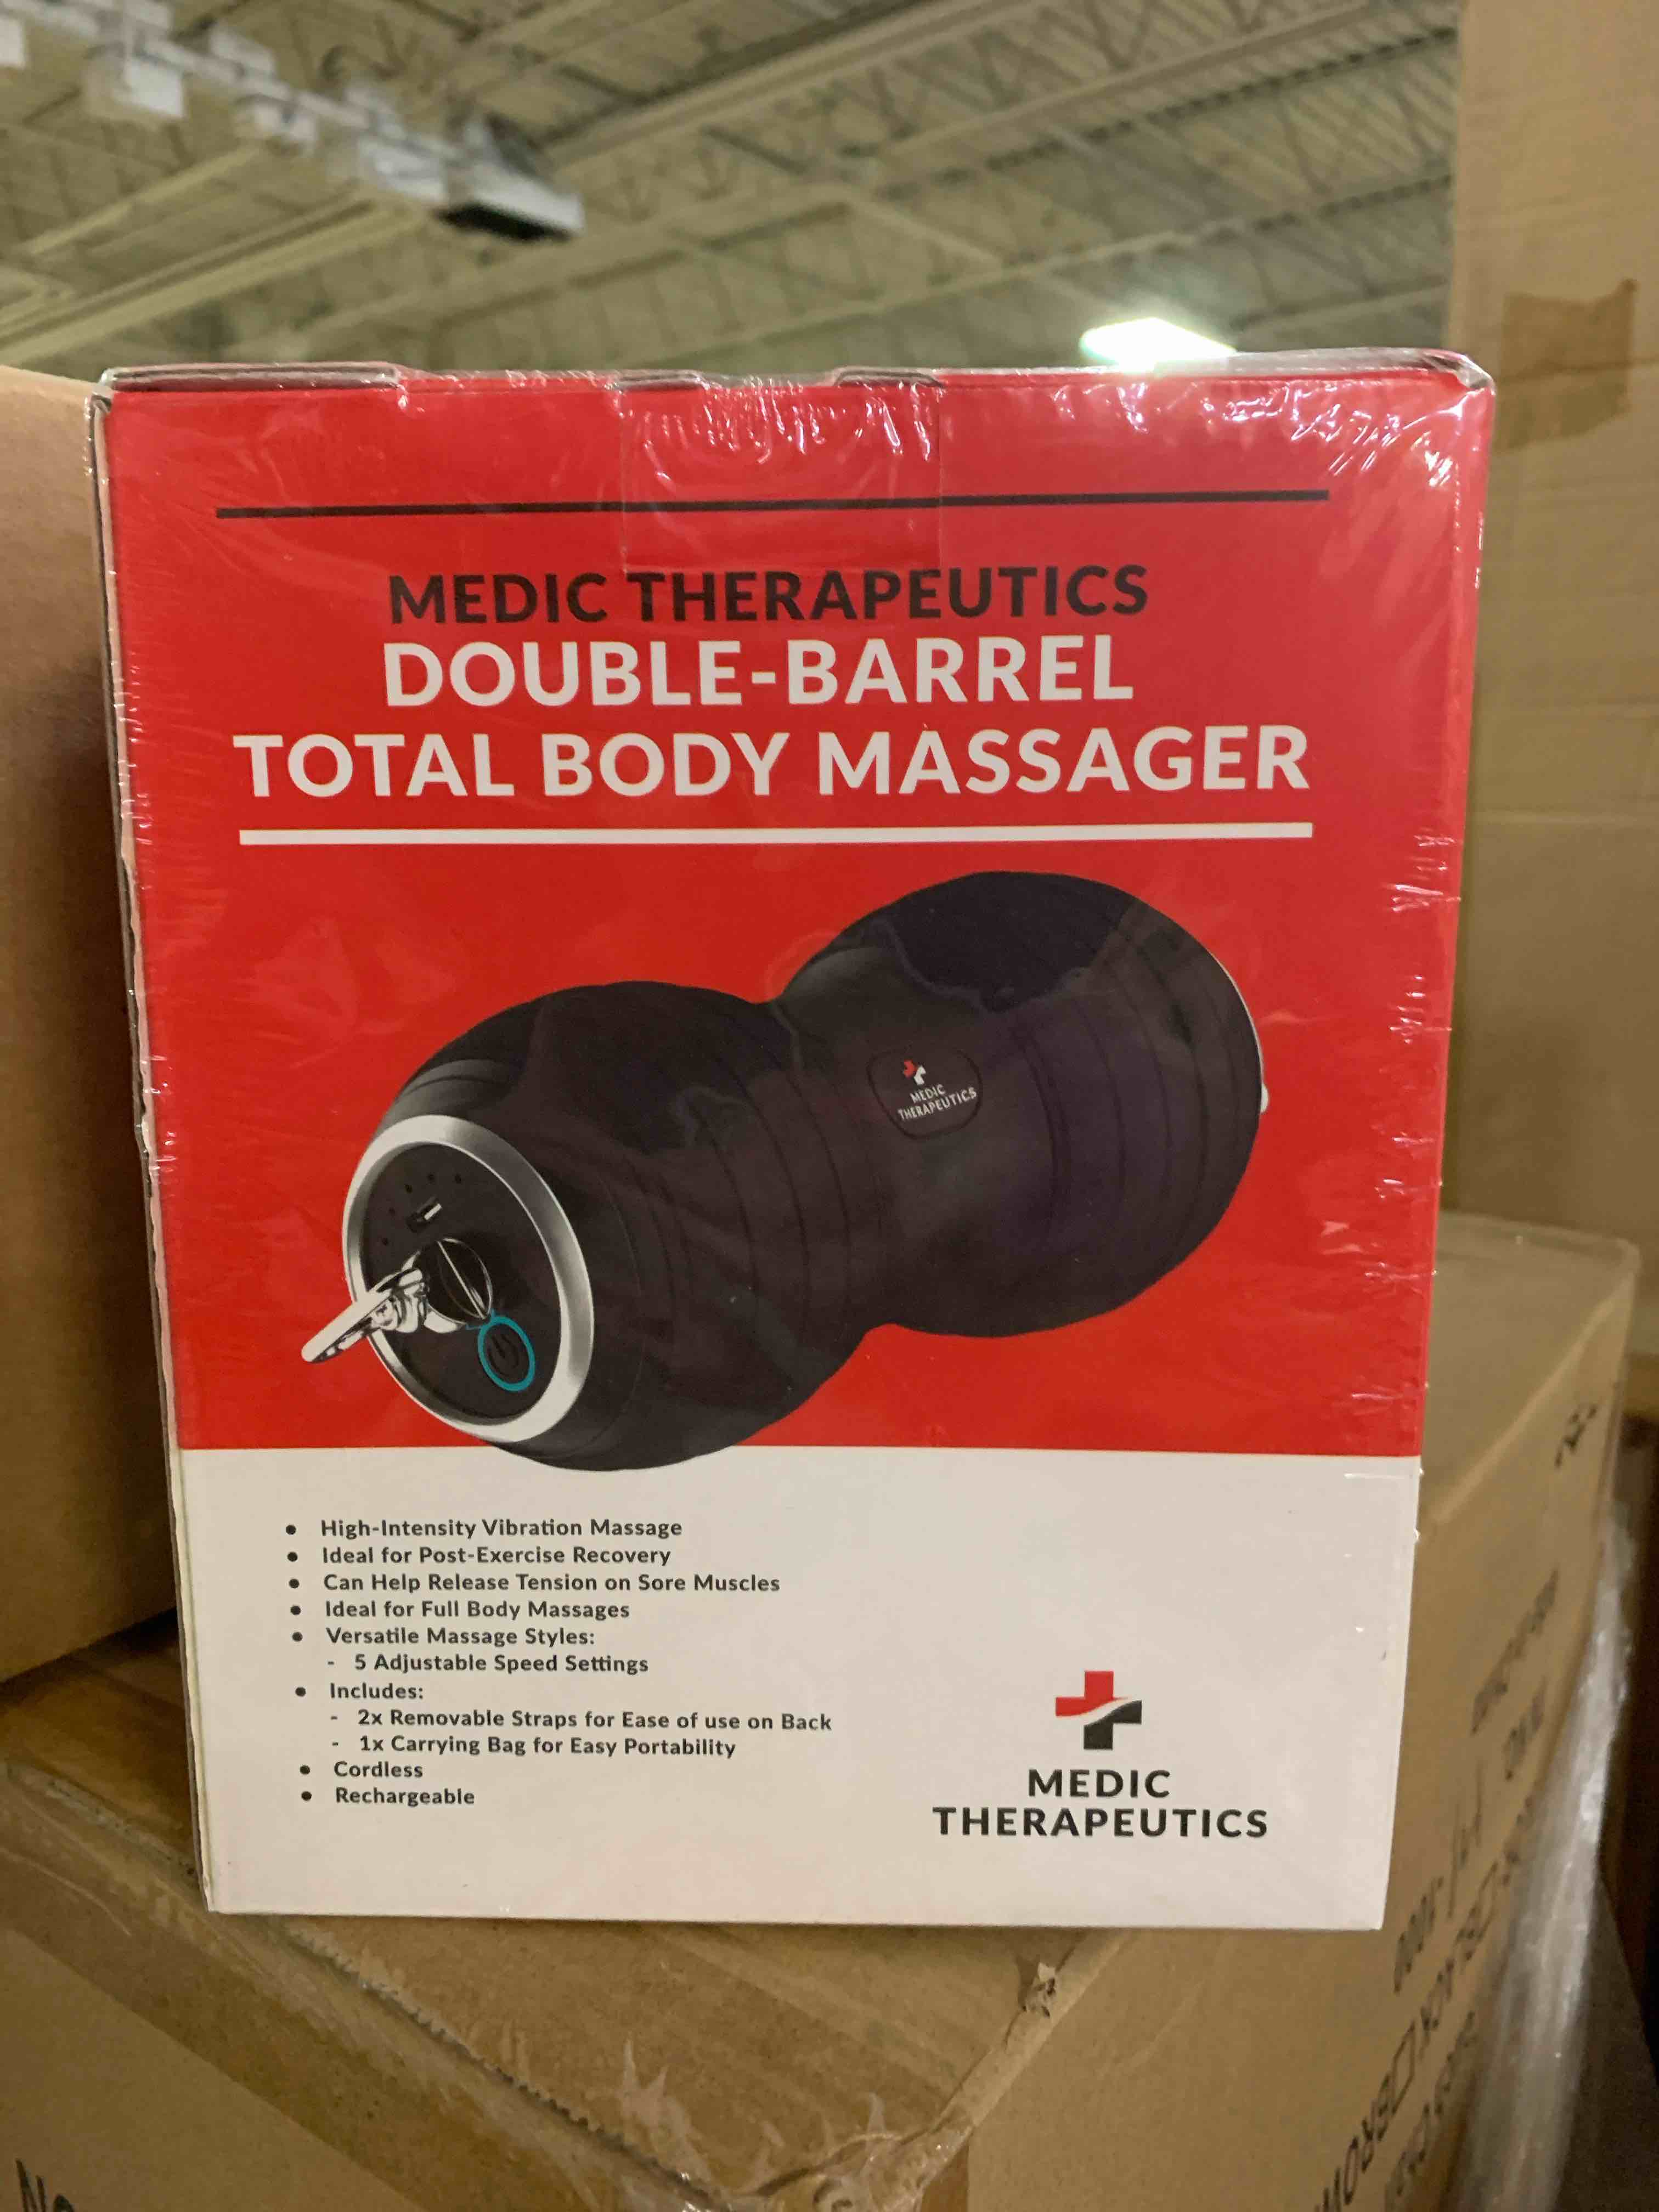 MEDIC THERAPEUTICS
DOUBLE-BARREL
TOTAL BODY MASSAGER
MEDIC
THERAPEUTICS
• High-Intensity Vibration Massage
• Ideal for Post-Exercise Recovery
• Can Help Release Tension on Sore Muscles
• Ideal for Full Body Massages
• Versatile Massage Styles:
- 5 Adjustable Speed Settings
• Includes:
- 2x Removable Straps for Ease of use on Back
- 1x Carrying Bag for Easy Portability
• Cordless
• Rechargeable
MEDIC
THERAPEUTICS